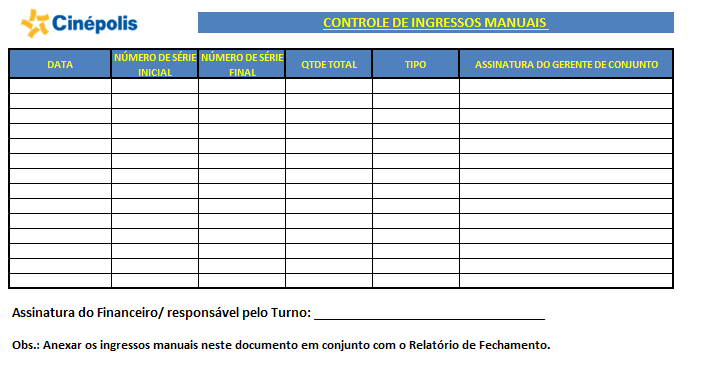 Cinépolis
CONTROLE DE INGRESSOS MANUAIS
DATA
NÚMERO DE SÉRIE
INICIAL
NÚMERO DE SÉRIE
FINAL
QTDE TOTAL
TIPO
ASSINATURA DO GERENTE DE CONJUNTO
Assinatura do Financeiro/ responsável pelo Turno: ________________________________
Obs.: Anexar os ingressos manuais neste documento em conjunto com o Relatório de Fechamento.